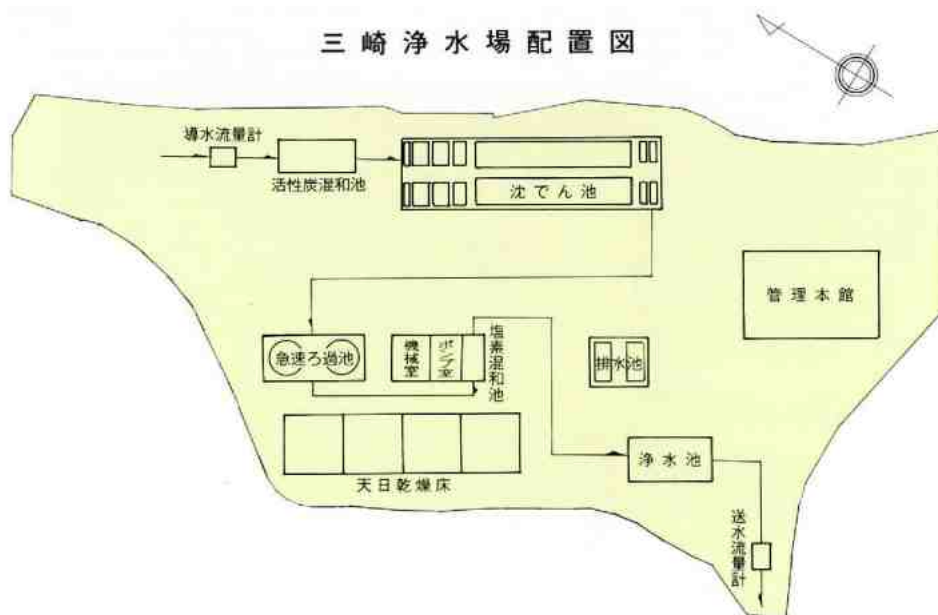 三崎浄水場配置図
導水流量計
活性炭混和池
沈でん池
管理本館
急速ろ過池
機械室
ポンプ室
塩素混和池
排水池
天日乾燥床
浄水池
送水流量計